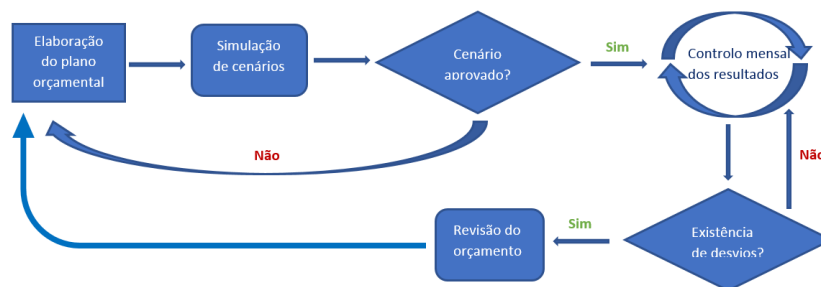 Elaboração
do plano
orçamental
Simulação
de cenários
Cenário
aprovado?
Sim
Controlo mensal
dos resultados
Não
Não
Sim
Revisão do
orçamento
Existência
de desvios?